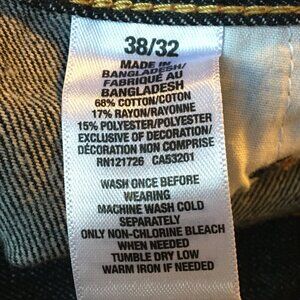 38/32
MADE IN
BANGLADESH/
FABRIQUÉ AU
BANGLADESH
68% COTTON/COTON
17% RAYON/RAYONNE
15% POLYESTER/POLYESTER
EXCLUSIVE OF DECORATION/
DÉCORATION NON COMPRISE
RN121726 CA53201
WASH ONCE BEFORE
WEARING
MACHINE WASH COLD
SEPARATELY
ONLY NON-CHLORINE BLEACH
WHEN NEEDED
TUMBLE DRY LOW
WARM IRON IF NEEDED